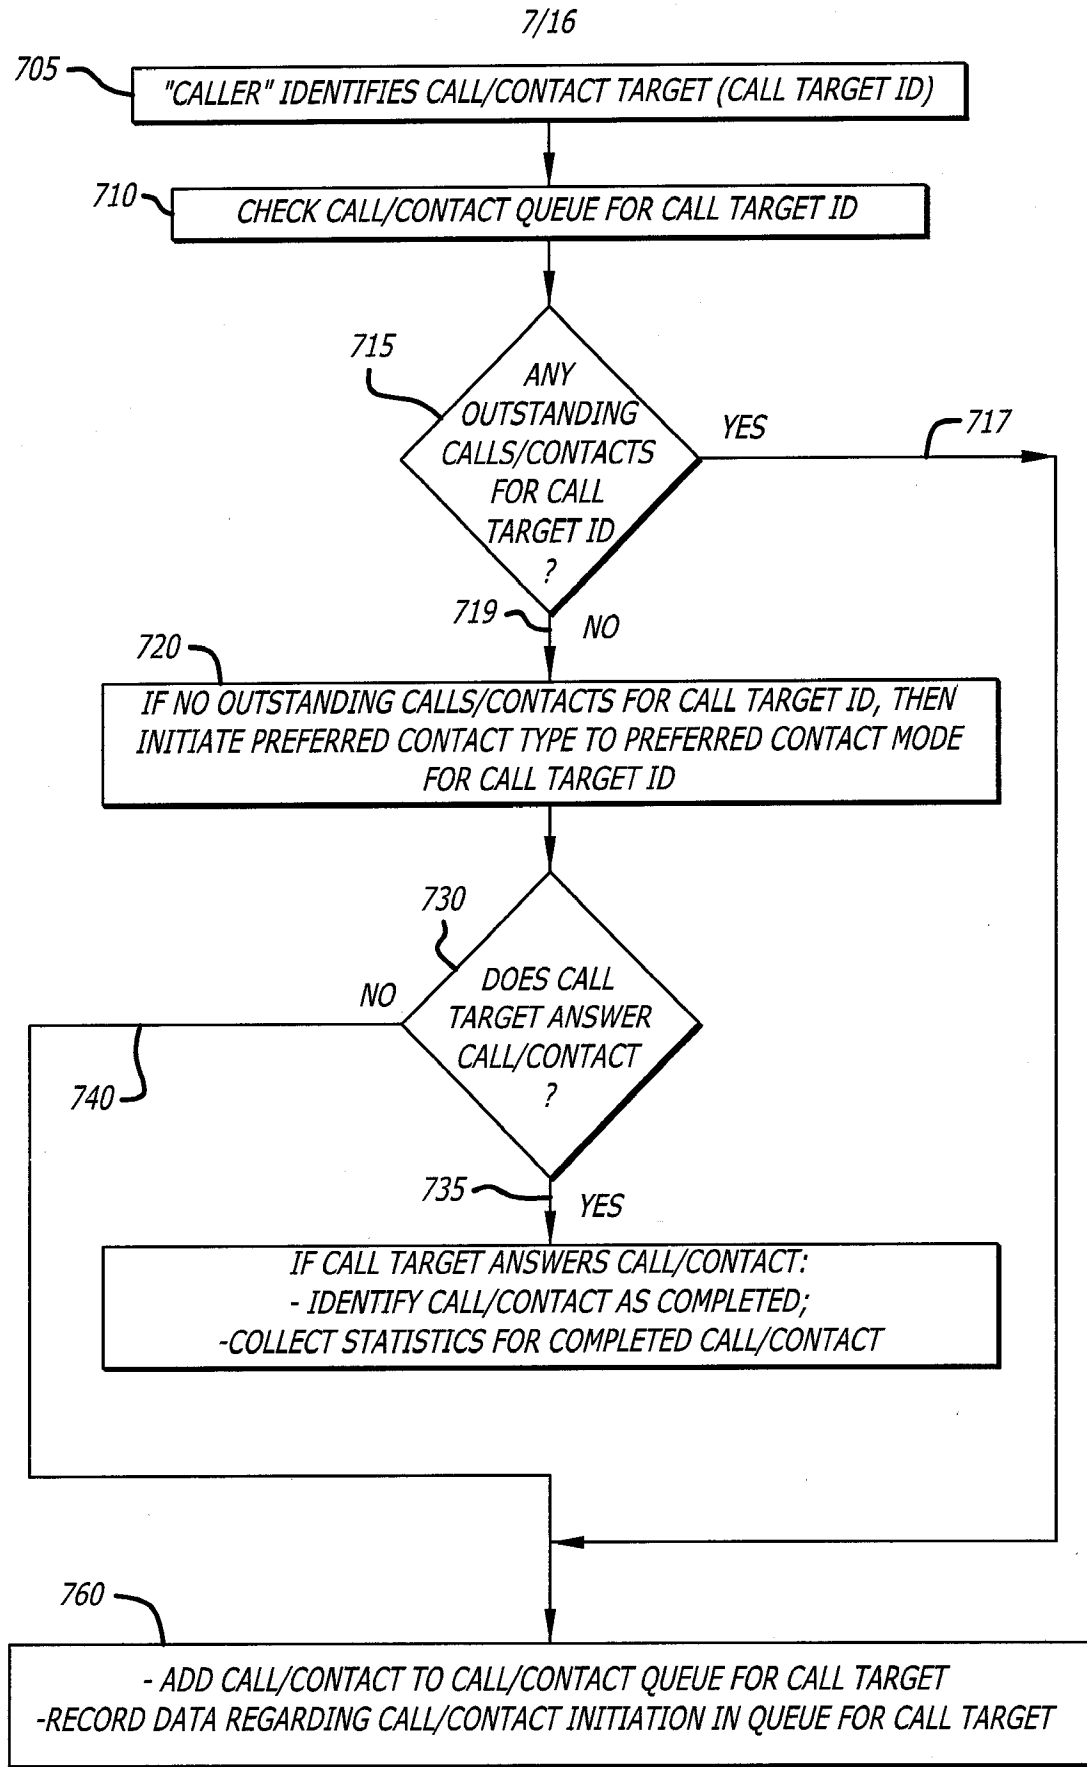 7/16
705
"CALLER" IDENTIFIES CALL/CONTACT TARGET (CALL TARGET ID)
710
CHECK CALL/CONTACT QUEUE FOR CALL TARGET ID
715
ANY
OUTSTANDING
CALLS/CONTACTS
FOR CALL
TARGET ID
?
YES
717
719
NO
720
IF NO OUTSTANDING CALLS/CONTACTS FOR CALL TARGET ID, THEN
INITIATE PREFERRED CONTACT TYPE TO PREFERRED CONTACT MODE
FOR CALL TARGET ID
730
DOES CALL
TARGET ANSWER
CALL/CONTACT
?
NO
740
735
YES
IF CALL TARGET ANSWERS CALL/CONTACT:
- IDENTIFY CALL/CONTACT AS COMPLETED;
-COLLECT STATISTICS FOR COMPLETED CALL/CONTACT
760
- ADD CALL/CONTACT TO CALL/CONTACT QUEUE FOR CALL TARGET
-RECORD DATA REGARDING CALL/CONTACT INITIATION IN QUEUE FOR CALL TARGET